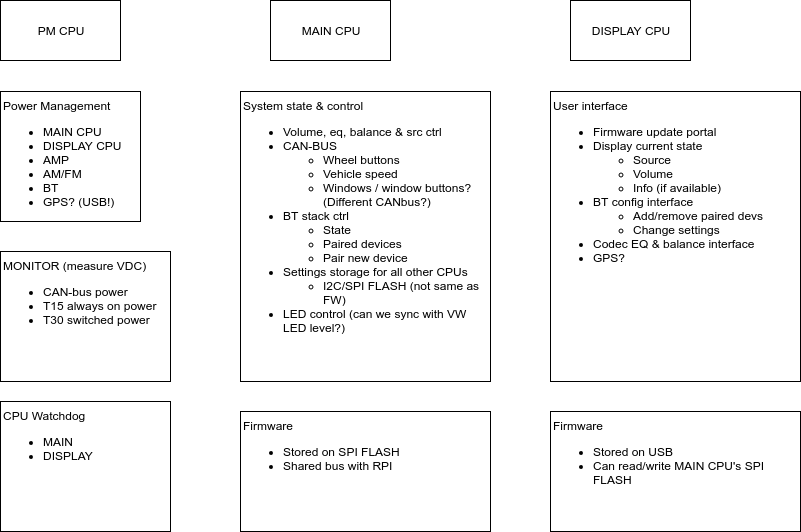 PM CPU
MAIN CPU
DISPLAY CPU
Power Management
MAIN CPU
DISPLAY CPU
AMP
AM/FM
BT
GPS? (USB!)
MONITOR (measure VDC)
CAN-bus power
T15 always on power
T30 switched power
CPU Watchdog
MAIN
DISPLAY
System state & control
Volume, eq, balance & src ctrl
CAN-BUS
Wheel buttons
Vehicle speed
Windows / window buttons?
(Different CANbus?)
BT stack ctrl
State
Paired devices
Pair new device
Settings storage for all other CPUs
I2C/SPI FLASH (not same as
FW)
LED control (can we sync with VW
LED level?)
Firmware
Stored on SPI FLASH
Shared bus with RPI
User interface
Firmware update portal
Display current state
Source
Volume
Info (if available)
BT config interface
Add/remove paired devs
Change settings
Codec EQ & balance interface
GPS?
Firmware
Stored on USB
Can read/write MAIN CPU's SPI
FLASH